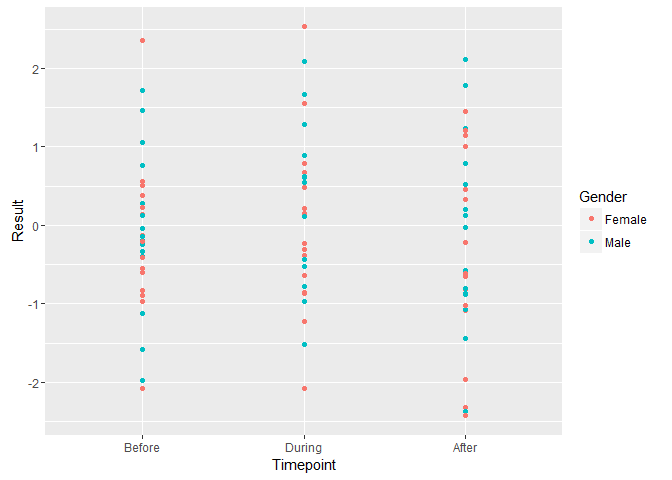 Result
2
1
0
-1
-2
Before During After
Timepoint
Gender
Female
Male